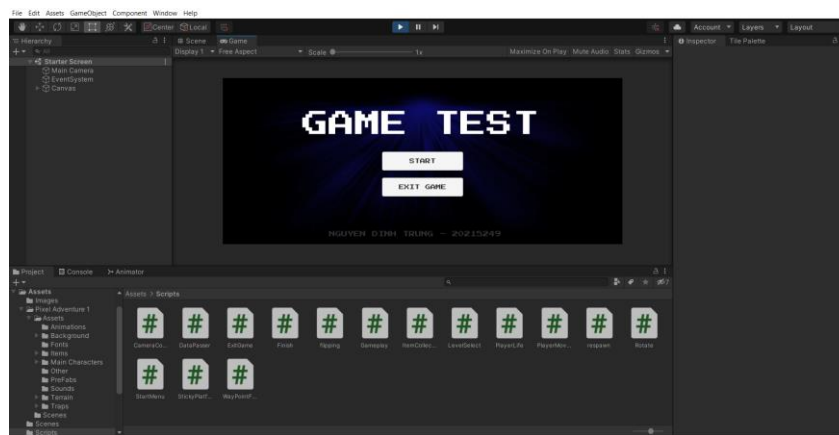 File Edit Assets GameObject Component Window Help
Center Local
Account Layers Layout
Hierarchy
Scene Game
Inspector Tile Palette
Display 1 Free Aspect Scale 1x Maximize On Play Mute Audio Stats Gizmos
Starter Screen
Main Camera
EventSystem
Canvas
GAME TEST
START
EXIT GAME
NGUYEN DINH TRUNG - 20215249
Project Console Animator
Assets
Images
Pixel Adventure 1
Assets
Animations
Background
Fonts
Items
Main Characters
Other
PreFabs
Sounds
Terrain
Traps
Scenes
Scenes
Scripts
Assets > Scripts
CameraCo... DataPasser ExitGame Finish flipping Gameplay ItemCollec... LevelSelect PlayerLife PlayerMov... respawn Rotate
StartMenu StickyPlatf... WayPointF...